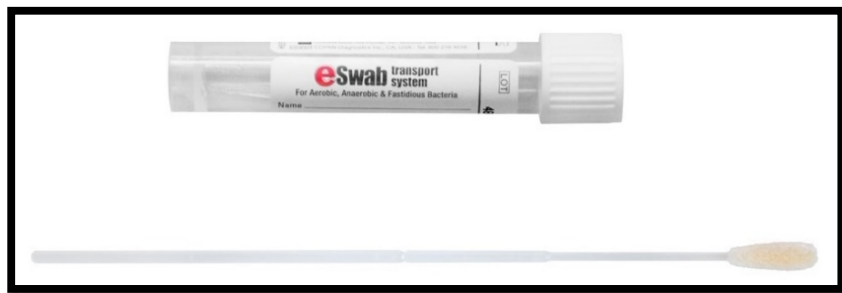 eSwab transport system
For Aerobic, Anaerobic & Fastidious Bacteria
Name
LOT